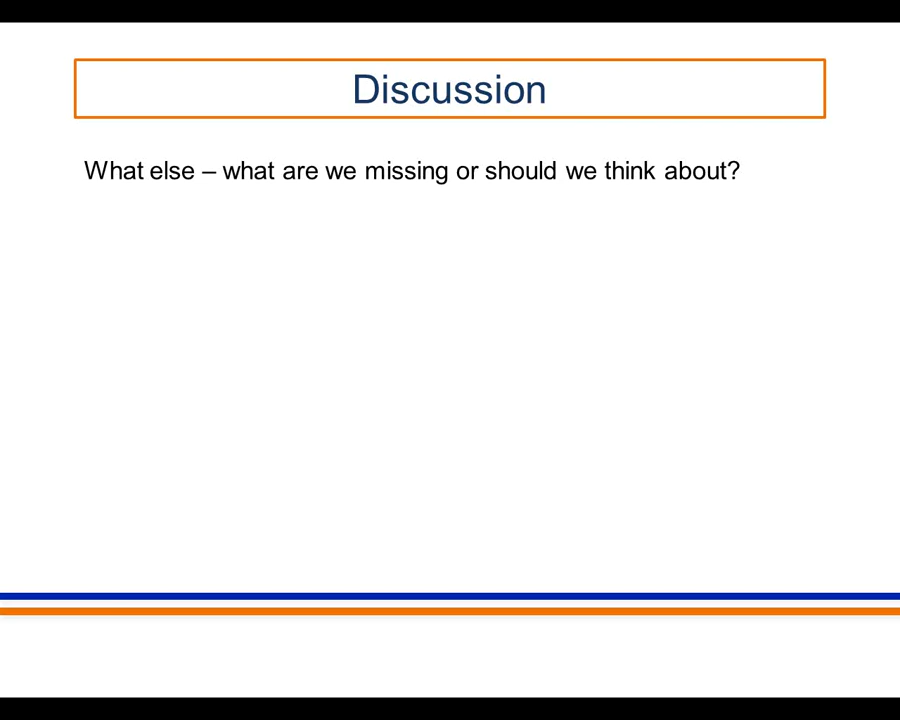 Discussion
What else – what are we missing or should we think about?